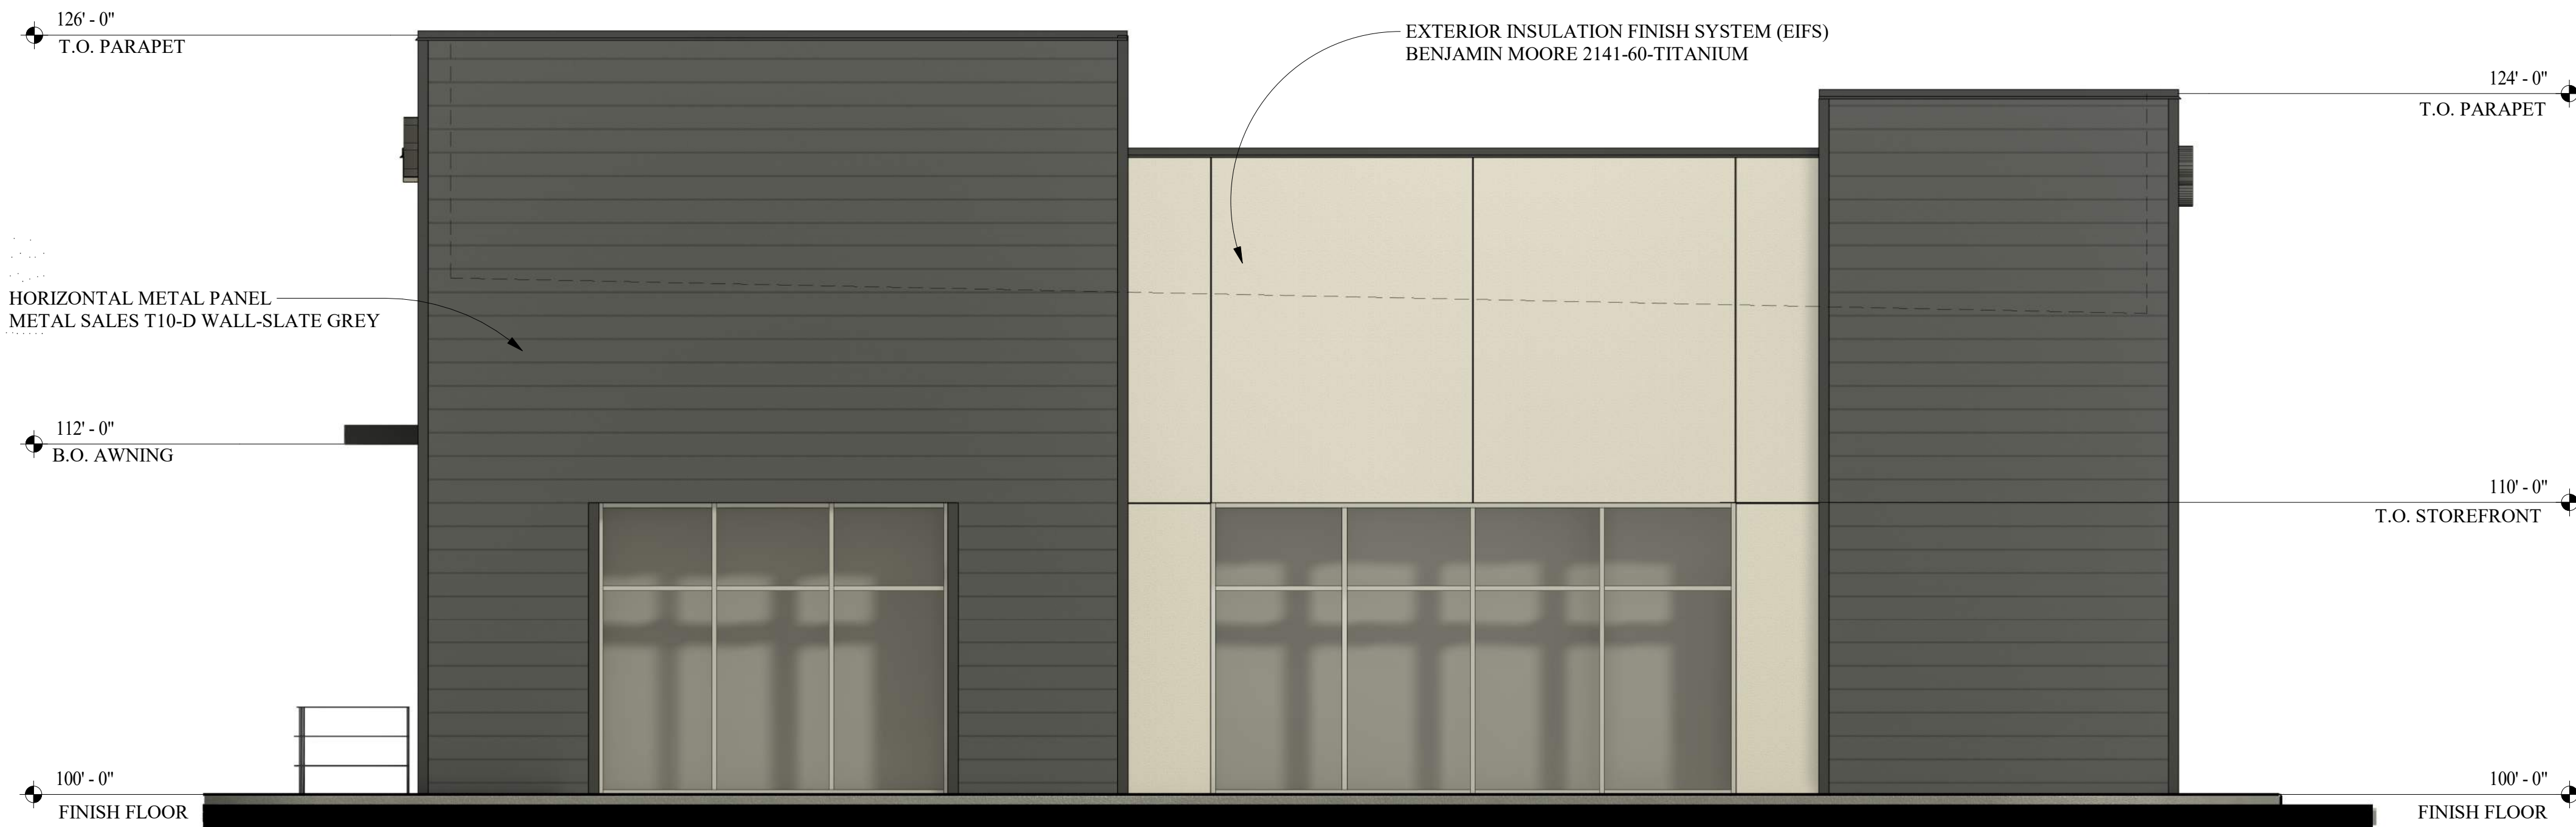 126' - 0"
T.O. PARAPET
EXTERIOR INSULATION FINISH SYSTEM (EIFS)
BENJAMIN MOORE 2141-60-TITANIUM
124' - 0"
T.O. PARAPET
HORIZONTAL METAL PANEL
METAL SALES T10-D WALL-SLATE GREY
112' - 0"
B.O. AWNING
110' - 0"
T.O. STOREFRONT
100' - 0"
FINISH FLOOR
100' - 0"
FINISH FLOOR